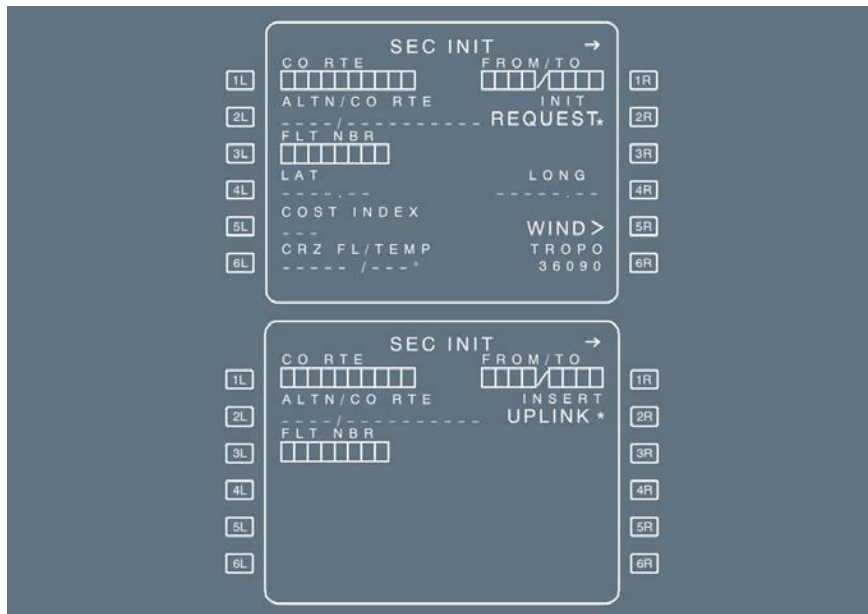 SEC INIT →
CO RTE FROM/TO
1L / 1R
ALTN/CO RTE INIT
2L ----/---------- REQUEST* 2R
FLT NBR
3L 3R
LAT LONG
4L ----.-- -----.-- 4R
COST INDEX
5L --- WIND> 5R
CRZ FL/TEMP TROPO
6L ----- /---° 36090 6R
SEC INIT →
CO RTE FROM/TO
1L / 1R
ALTN/CO RTE INSERT
2L ----/---------- UPLINK * 2R
FLT NBR
3L 3R
4L 4R
5L 5R
6L 6R